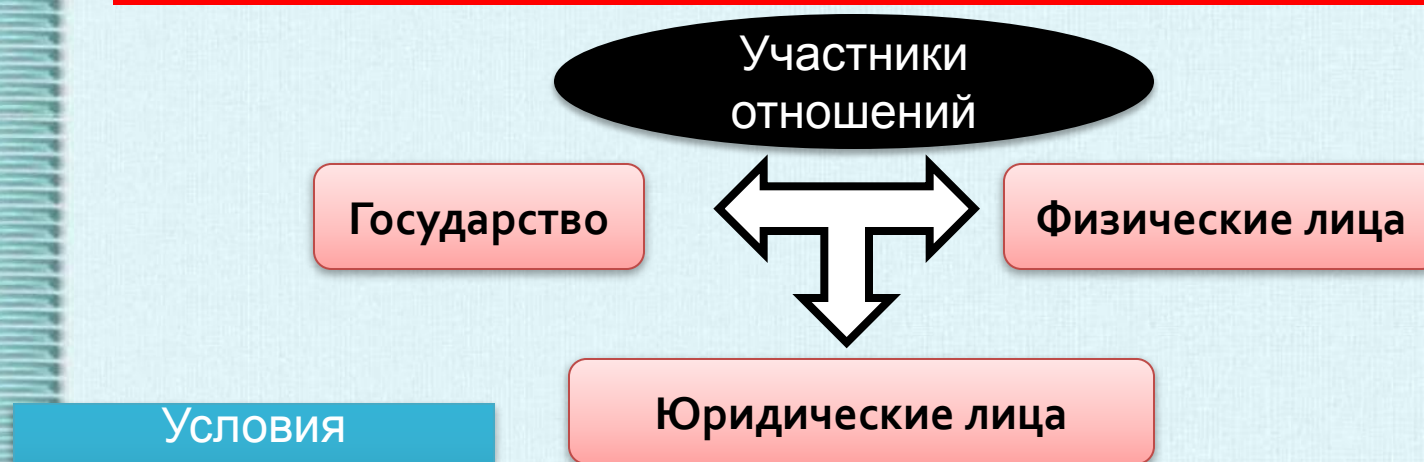 Участники
отношений
Государство
Физические лица
Юридические лица
Условия